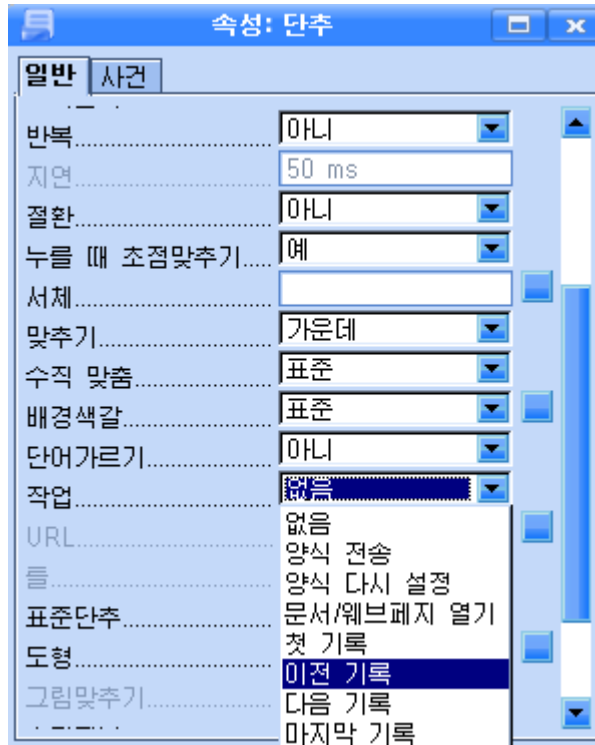 속성: 단추
일반 사건
반복 아니
지연 50 ms
절환 아니
누를 때 초점맞추기 예
서체
맞추기 가운데
수직 맞춤 표준
배경색갈 표준
단어가르기 아니
작업 없음
URL
없음
양식 전송
틀
양식 다시 설정
표준단추
문서/웨브페지 열기
도형
첫 기록
이전 기록
그림맞추기
다음 기록
마지막 기록